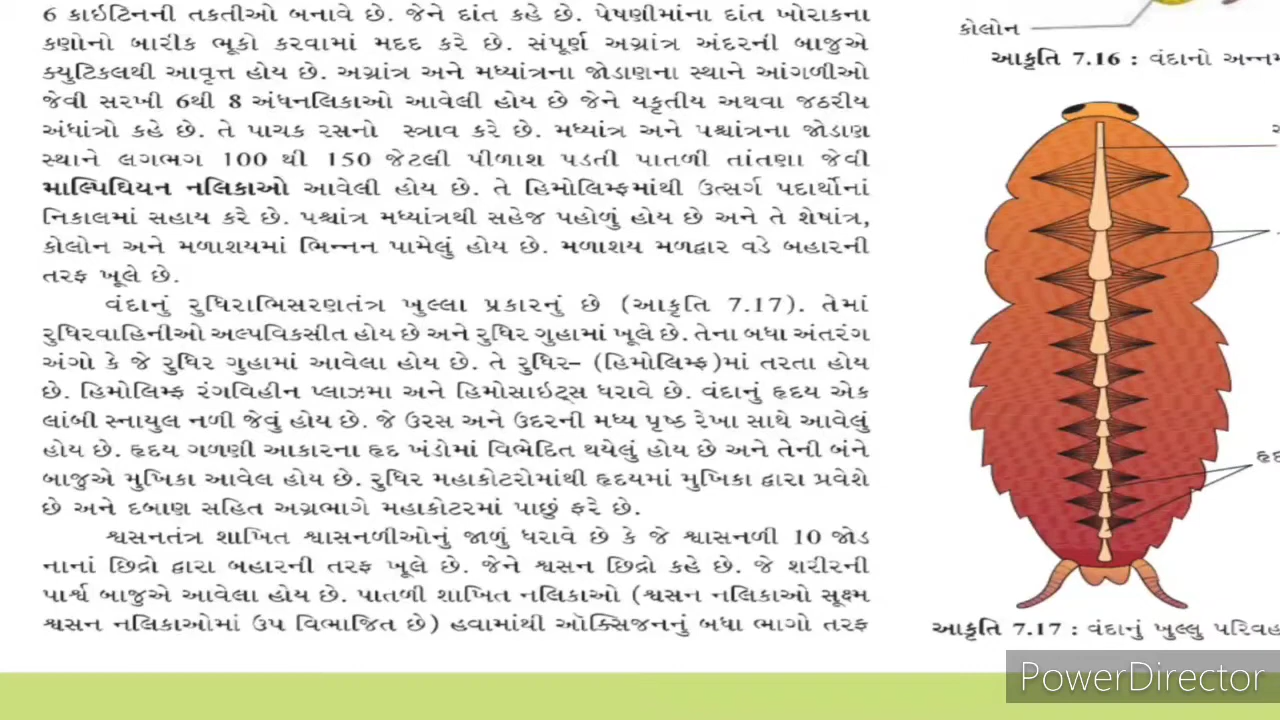 6 કાઇટિનની તકતીઓ બનાવે છે. જેને દાંત કહે છે. પેષણીમાંના દાંત ખોરાકના
કણોનો બારીક ભૂકો કરવામાં મદદ કરે છે. સંપૂર્ણ અગ્રાંત્ર અંદરની બાજુએ
ક્યુટિકલથી આવૃત્ત હોય છે. અગ્રાંત્ર અને મધ્યાંત્રના જોડાણના સ્થાને આંગળીઓ
જેવી સરખી 6થી 8 અંધનલિકાઓ આવેલી હોય છે જેને યકૃતીય અથવા જઠરીય
અંધાંત્રો કહે છે. તે પાચક રસનો સ્ત્રાવ કરે છે. મધ્યાંત્ર અને પશ્ચાંત્રના જોડાણ
સ્થાને લગભગ 100 થી 150 જેટલી પીળાશ પડતી પાતળી તાંતણા જેવી
માલ્પિઘિયન નલિકાઓ આવેલી હોય છે. તે હિમોલિમ્ફમાંથી ઉત્સર્ગ પદાર્થોનાં
નિકાલમાં સહાય કરે છે. પશ્ચાંત્ર મધ્યાંત્રથી સહેજ પહોળું હોય છે અને તે શેષાંત્ર,
કોલોન અને મળાશયમાં ભિન્નન પામેલું હોય છે. મળાશય મળદ્વાર વડે બહારની
તરફ ખૂલે છે.
વંદાનું રુધિરાભિસરણતંત્ર ખુલ્લા પ્રકારનું છે (આકૃતિ 7.17). તેમાં
રુધિરવાહિનીઓ અલ્પવિકસીત હોય છે અને રુધિર ગુહામાં ખૂલે છે. તેના બધા અંતરંગ
અંગો કે જે રુધિર ગુહામાં આવેલા હોય છે. તે રુધિર– (હિમોલિમ્ફ)માં તરતા હોય
છે. હિમોલિમ્ફ રંગવિહીન પ્લાઝમા અને હિમોસાઇટ્સ ધરાવે છે. વંદાનું હૃદય એક
લાંબી સ્નાયુલ નળી જેવું હોય છે. જે ઉરસ અને ઉદરની મધ્ય પૃષ્ઠ રેખા સાથે આવેલું
હોય છે. હૃદય ગળણી આકારના હૃદ ખંડોમાં વિભેદિત થયેલું હોય છે અને તેની બંને
બાજુએ મુખિકા આવેલ હોય છે. રુધિર મહાકોટરોમાંથી હૃદયમાં મુખિકા દ્વારા પ્રવેશે
છે અને દબાણ સહિત અગ્રભાગે મહાકોટરમાં પાછું ફરે છે.
શ્વસનતંત્ર શાખિત શ્વાસનળીઓનું જાળું ધરાવે છે કે જે શ્વાસનળી 10 જોડ
નાનાં છિદ્રો દ્વારા બહારની તરફ ખૂલે છે. જેને શ્વસન છિદ્રો કહે છે. જે શરીરની
પાર્શ્વ બાજુએ આવેલા હોય છે. પાતળી શાખિત નલિકાઓ (શ્વસન નલિકાઓ સૂક્ષ્મ
શ્વસન નલિકાઓમાં ઉપ વિભાજિત છે) હવામાંથી ઑક્સિજનનું બધા ભાગો તરફ
કોલોન
આકૃતિ 7.16 : વંદાનો
હૃદ
આકૃતિ 7.17 : વંદાનું ખુલ્લુ
PowerDirector